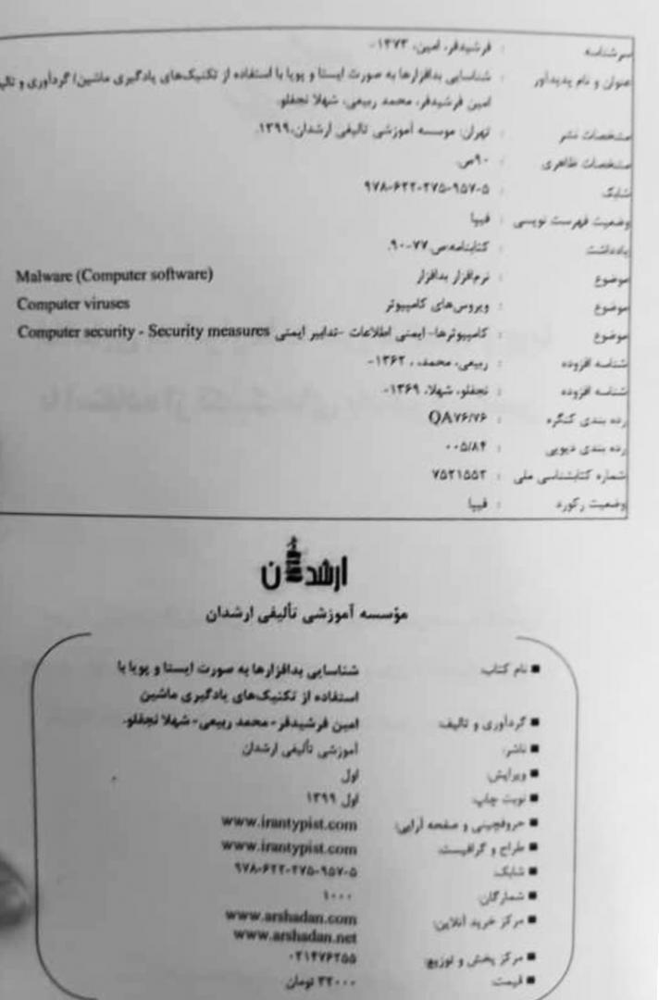 سرشناسه : فرشیدفر، امین، ۱۳۷۳-
عنوان و نام پدیدآور : شناسایی بدافزارها به صورت ایستا و پویا با استفاده از تکنیک‌های یادگیری ماشین/ گردآوری و تالی
امین فرشیدفر، محمد ربیعی، شهلا نجفلو.
مشخصات نشر : تهران: موسسه آموزشی تالیفی ارشدان،۱۳۹۹.
مشخصات ظاهری : ۹۰ص.
شابک : ۹۷۸-۶۲۲-۲۷۵-۹۵۷-۵
وضعیت فهرست نویسی : فیپا
یادداشت : کتابنامه:ص.۷۷-۹۰.
موضوع : نرم‌افزار بدافزار Malware (Computer software)
موضوع : ویروس‌های کامپیوتر Computer viruses
موضوع : کامپیوترها- ایمنی اطلاعات -تدابیر ایمنی Computer security - Security measures
شناسه افزوده : ربیعی، محمد، ، ۱۳۶۲-
شناسه افزوده : نجفلو، شهلا، ۱۳۶۹-
رده بندی کنگره : QA۷۶/۷۶
رده بندی دیویی : ۰۰۵/۸۴
شماره کتابشناسی ملی : ۷۵۲۱۵۵۲
وضعیت رکورد : فیپا
ارشدان
مؤسسه آموزشی تألیفی ارشدان
■ نام کتاب: شناسایی بدافزارها به صورت ایستا و پویا با
استفاده از تکنیک‌های یادگیری ماشین
■ گردآوری و تالیف: امین فرشیدفر- محمد ربیعی- شهلا نجفلو.
■ ناشر: آموزشی تألیفی ارشدان
■ ویرایش: اول
■ نوبت چاپ: اول ۱۳۹۹
■ حروفچینی و صفحه آرایی: www.irantypist.com
■ طراح و گرافیست: www.irantypist.com
■ شابک: ۹۷۸-۶۲۲-۲۷۵-۹۵۷-۵
■ شمارگان: ۱۰۰۰
■ مرکز خرید آنلاین: www.arshadan.com
www.arshadan.net
■ مرکز پخش و توزیع: ۰۲۱۴۷۶۲۵۵
■ قیمت: ۳۲۰۰۰ تومان